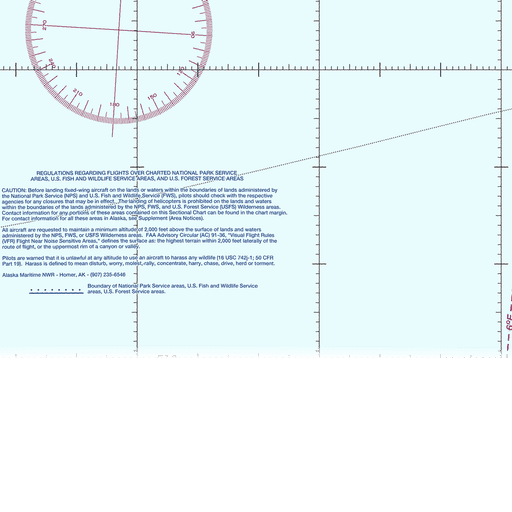 240
210
180
150
120
90
REGULATIONS REGARDING FLIGHTS OVER CHARTED NATIONAL PARK SERVICE
AREAS, U.S. FISH AND WILDLIFE SERVICE AREAS, AND U.S. FOREST SERVICE AREAS
CAUTION: Before landing fixed-wing aircraft on the lands or waters within the boundaries of lands administered by
the National Park Service (NPS) and U.S. Fish and Wildlife Service (FWS), pilots should check with the respective
agencies for any closures that may be in effect. The landing of helicopters is prohibited on the lands and waters
within the boundaries of the lands administered by the NPS, FWS, and U.S. Forest Service (USFS) Wilderness areas.
Contact information for any portions of these areas contained on this Sectional Chart can be found in the chart margin.
For contact information for all these areas in Alaska, see Supplement (Area Notices).
All aircraft are requested to maintain a minimum altitude of 2,000 feet above the surface of lands and waters
administered by the NPS, FWS, or USFS Wilderness areas. FAA Advisory Circular (AC) 91-36, "Visual Flight Rules
(VFR) Flight Near Noise Sensitive Areas," defines the surface as: the highest terrain within 2,000 feet laterally of the
route of flight, or the uppermost rim of a canyon or valley.
Pilots are warned that it is unlawful at any altitude to use an aircraft to harass any wildlife [16 USC 742j-1; 50 CFR
Part 19]. Harass is defined to mean disturb, worry, molest, rally, concentrate, harry, chase, drive, herd or torment.
Alaska Maritime NWR - Homer, AK - (907) 235-6546
Boundary of National Park Service areas, U.S. Fish and Wildlife Service
areas, U.S. Forest Service areas.
6°E